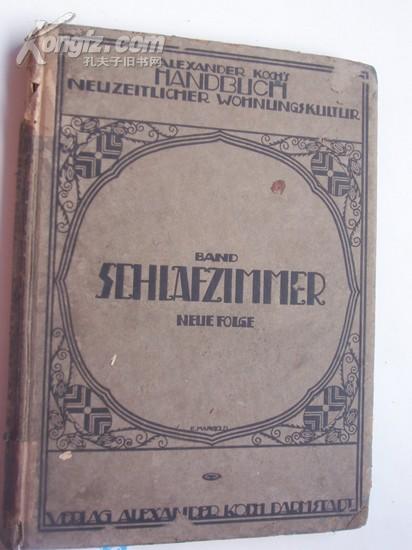 Kongfz.com
孔夫子旧书网
ALEXANDER KOCH'S
HANDBUCH
NEUZEITLICHER WOHNUNGSKULTUR
BAND
SCHLAFZIMMER
NEUE FOLGE
E. MARGOLD
VERLAG ALEXANDER KOCH DARMSTADT